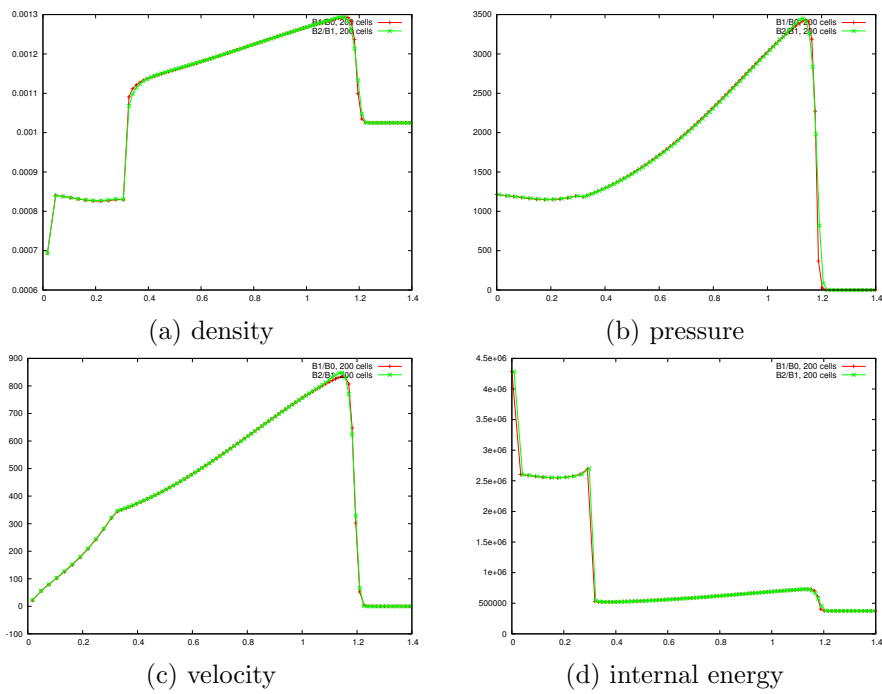 0.0013
0.0012
0.0011
0.001
0.0009
0.0008
0.0007
0.0006
0 0.2 0.4 0.6 0.8 1 1.2 1.4
B1/B0, 200 cells
B2/B1, 200 cells
(a) density
3500
3000
2500
2000
1500
1000
500
0
0 0.2 0.4 0.6 0.8 1 1.2 1.4
B1/B0, 200 cells
B2/B1, 200 cells
(b) pressure
900
800
700
600
500
400
300
200
100
0
-100
0 0.2 0.4 0.6 0.8 1 1.2 1.4
B1/B0, 200 cells
B2/B1, 200 cells
(c) velocity
4.5e+06
4e+06
3.5e+06
3e+06
2.5e+06
2e+06
1.5e+06
1e+06
500000
0
0 0.2 0.4 0.6 0.8 1 1.2 1.4
B1/B0, 200 cells
B2/B1, 200 cells
(d) internal energy